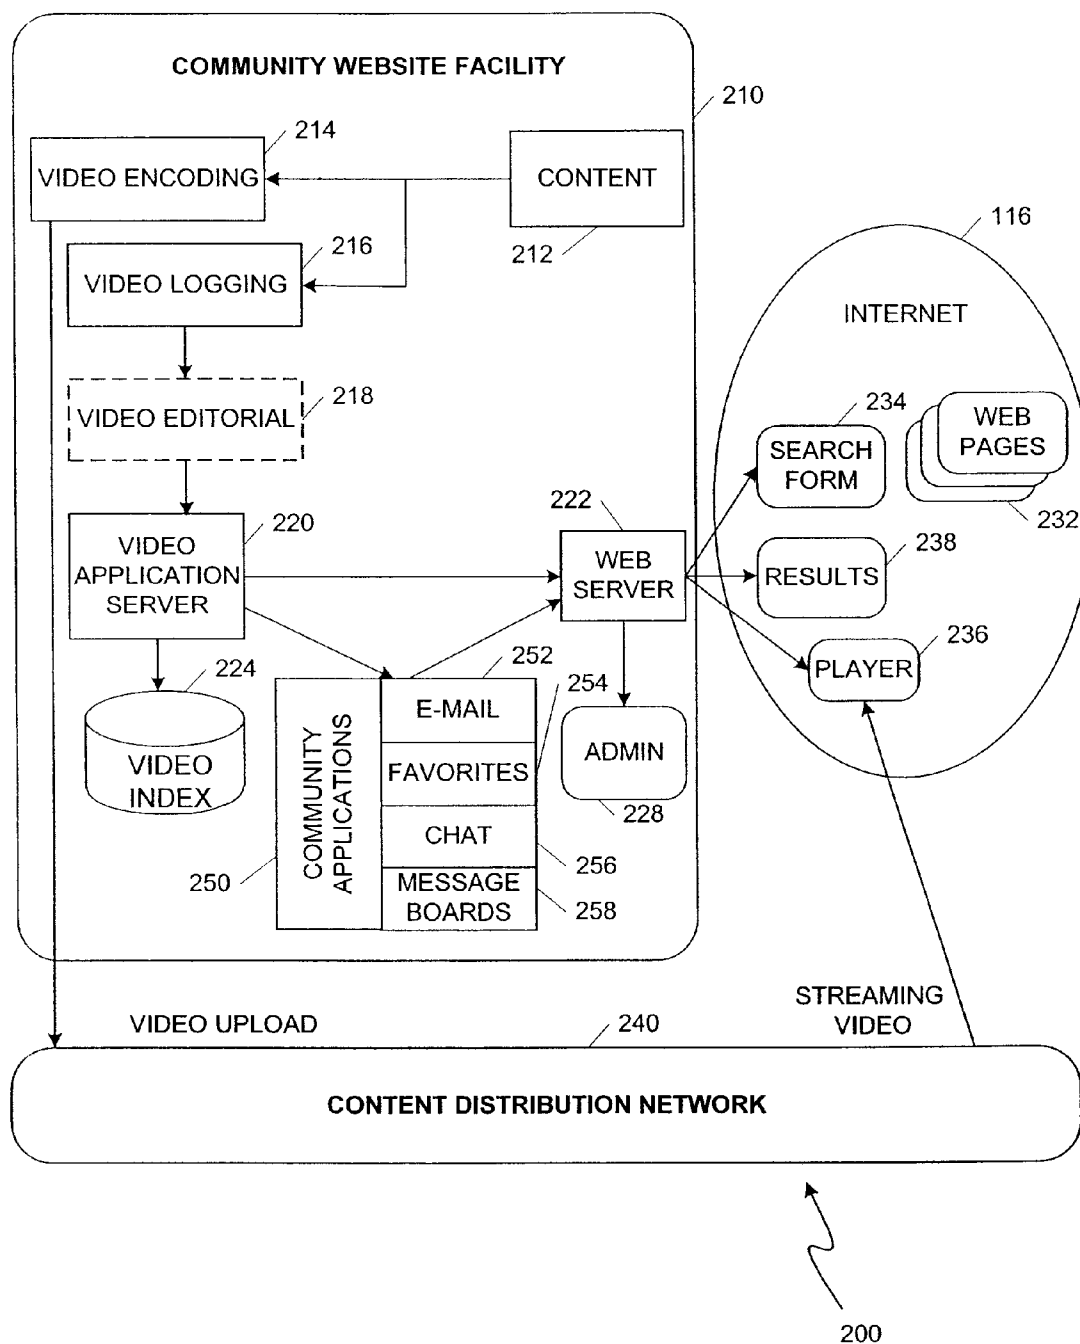 COMMUNITY WEBSITE FACILITY
210
214
VIDEO ENCODING
CONTENT
212
216
VIDEO LOGGING
116
INTERNET
218
VIDEO EDITORIAL
234
SEARCH
FORM
WEB
PAGES
232
220
VIDEO
APPLICATION
SERVER
222
WEB
SERVER
238
RESULTS
236
PLAYER
224
VIDEO
INDEX
COMMUNITY
APPLICATIONS
250
252
E-MAIL
254
FAVORITES
CHAT
256
MESSAGE
BOARDS
258
ADMIN
228
VIDEO UPLOAD
240
STREAMING
VIDEO
CONTENT DISTRIBUTION NETWORK
200